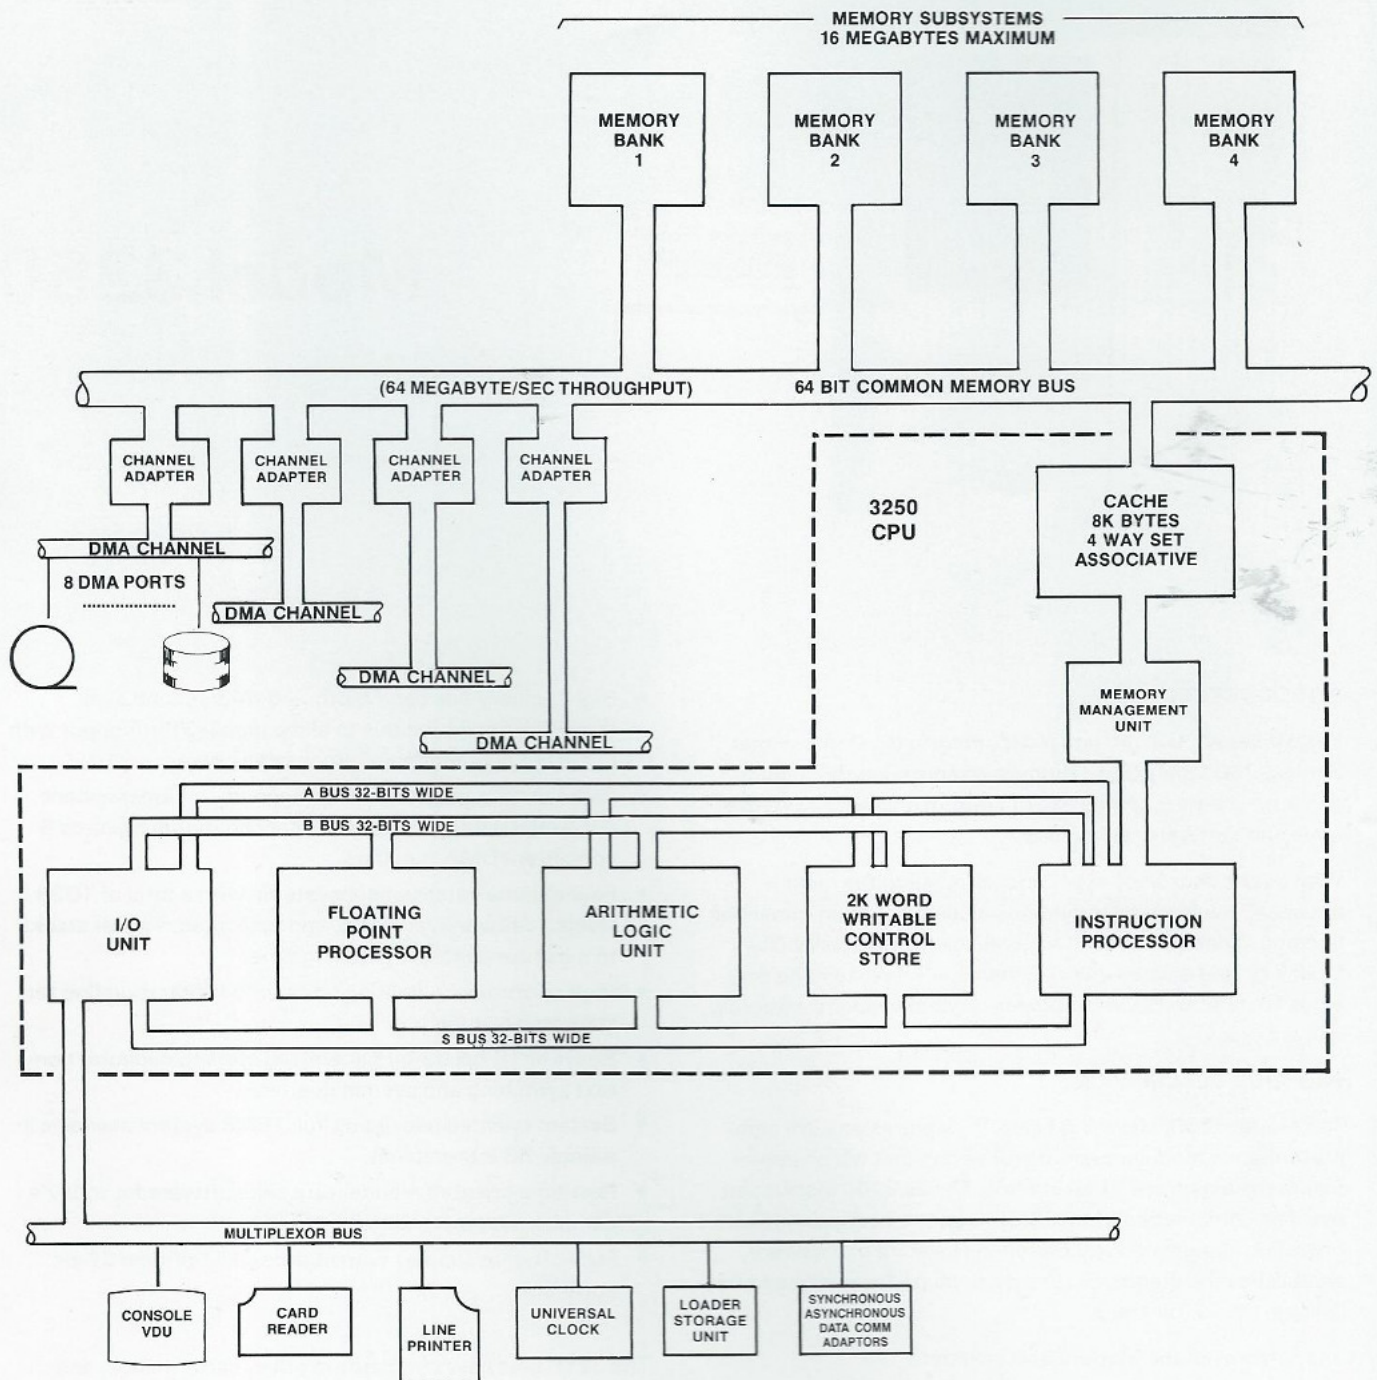 MEMORY SUBSYSTEMS
16 MEGABYTES MAXIMUM
MEMORY
BANK
1
MEMORY
BANK
2
MEMORY
BANK
3
MEMORY
BANK
4
(64 MEGABYTE/SEC THROUGHPUT)
64 BIT COMMON MEMORY BUS
CHANNEL
ADAPTER
CHANNEL
ADAPTER
CHANNEL
ADAPTER
CHANNEL
ADAPTER
3250
CPU
CACHE
8K BYTES
4 WAY SET
ASSOCIATIVE
DMA CHANNEL
8 DMA PORTS
DMA CHANNEL
DMA CHANNEL
DMA CHANNEL
MEMORY
MANAGEMENT
UNIT
A BUS 32-BITS WIDE
B BUS 32-BITS WIDE
I/O
UNIT
FLOATING
POINT
PROCESSOR
ARITHMETIC
LOGIC
UNIT
2K WORD
WRITABLE
CONTROL
STORE
INSTRUCTION
PROCESSOR
S BUS 32-BITS WIDE
MULTIPLEXOR BUS
CONSOLE
VDU
CARD
READER
LINE
PRINTER
UNIVERSAL
CLOCK
LOADER
STORAGE
UNIT
SYNCHRONOUS
ASYNCHRONOUS
DATA COMM
ADAPTORS